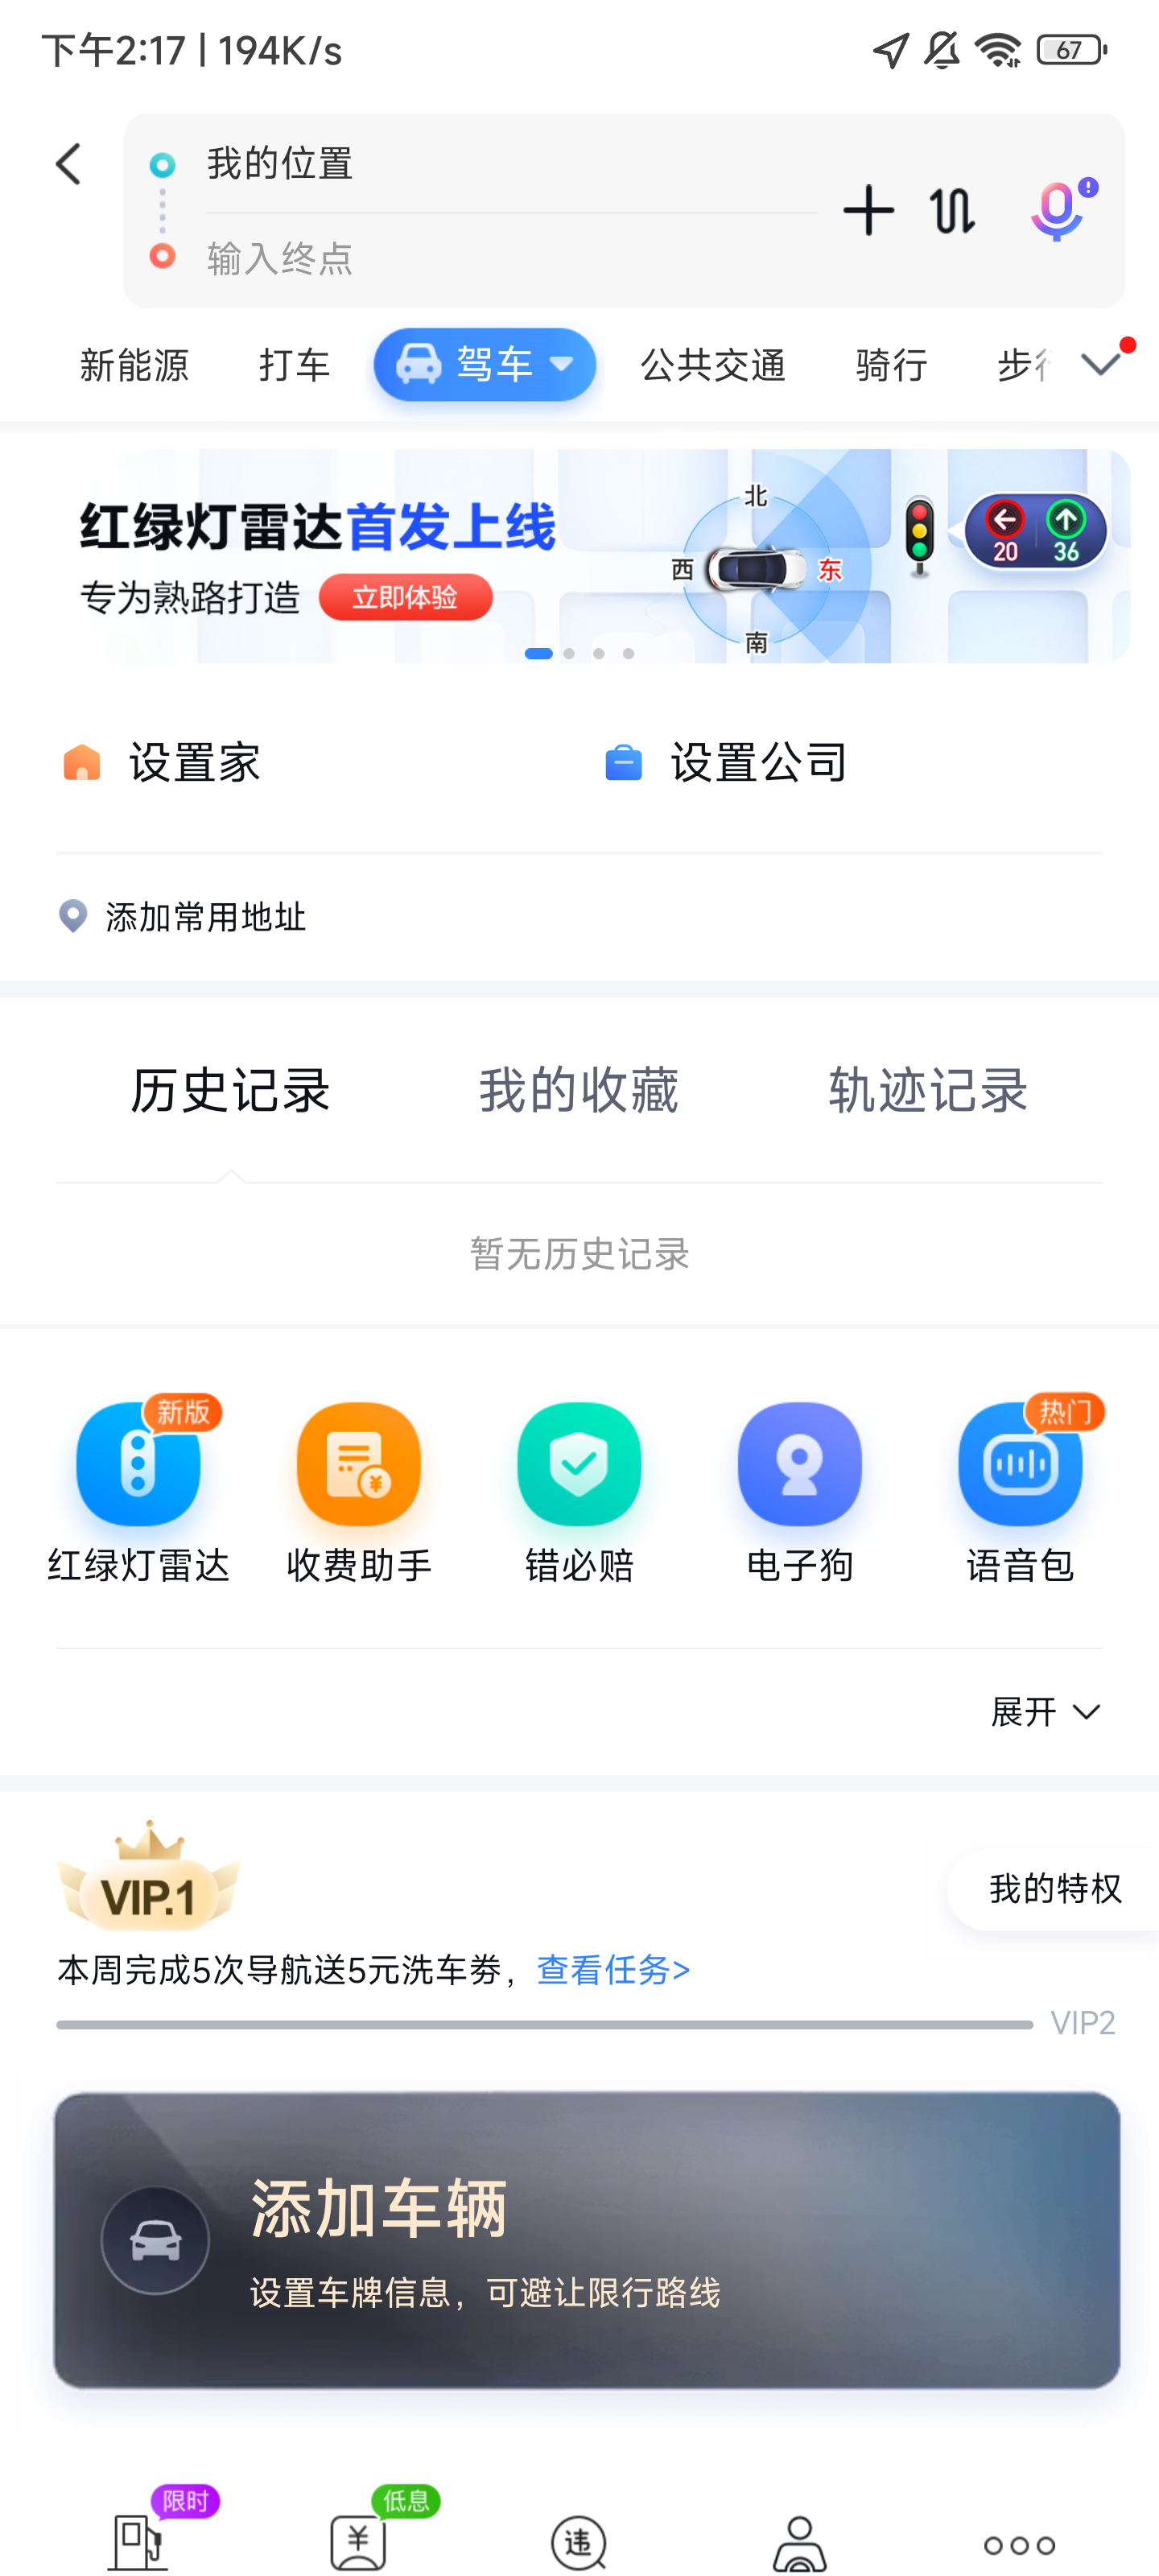 下午2:17 | 194K/s
67
我的位置
输入终点
新能源 打车 驾车 公共交通 骑行 步
红绿灯雷达首发上线
专为熟路打造 立即体验
北
西 东
南
20 36
设置家 设置公司
添加常用地址
历史记录 我的收藏 轨迹记录
暂无历史记录
新版 热门
红绿灯雷达 收费助手 错必赔 电子狗 语音包
展开
VIP.1
我的特权
本周完成5次导航送5元洗车劵，查看任务>
VIP2
添加车辆
设置车牌信息，可避让限行路线
限时 低息
¥ 违